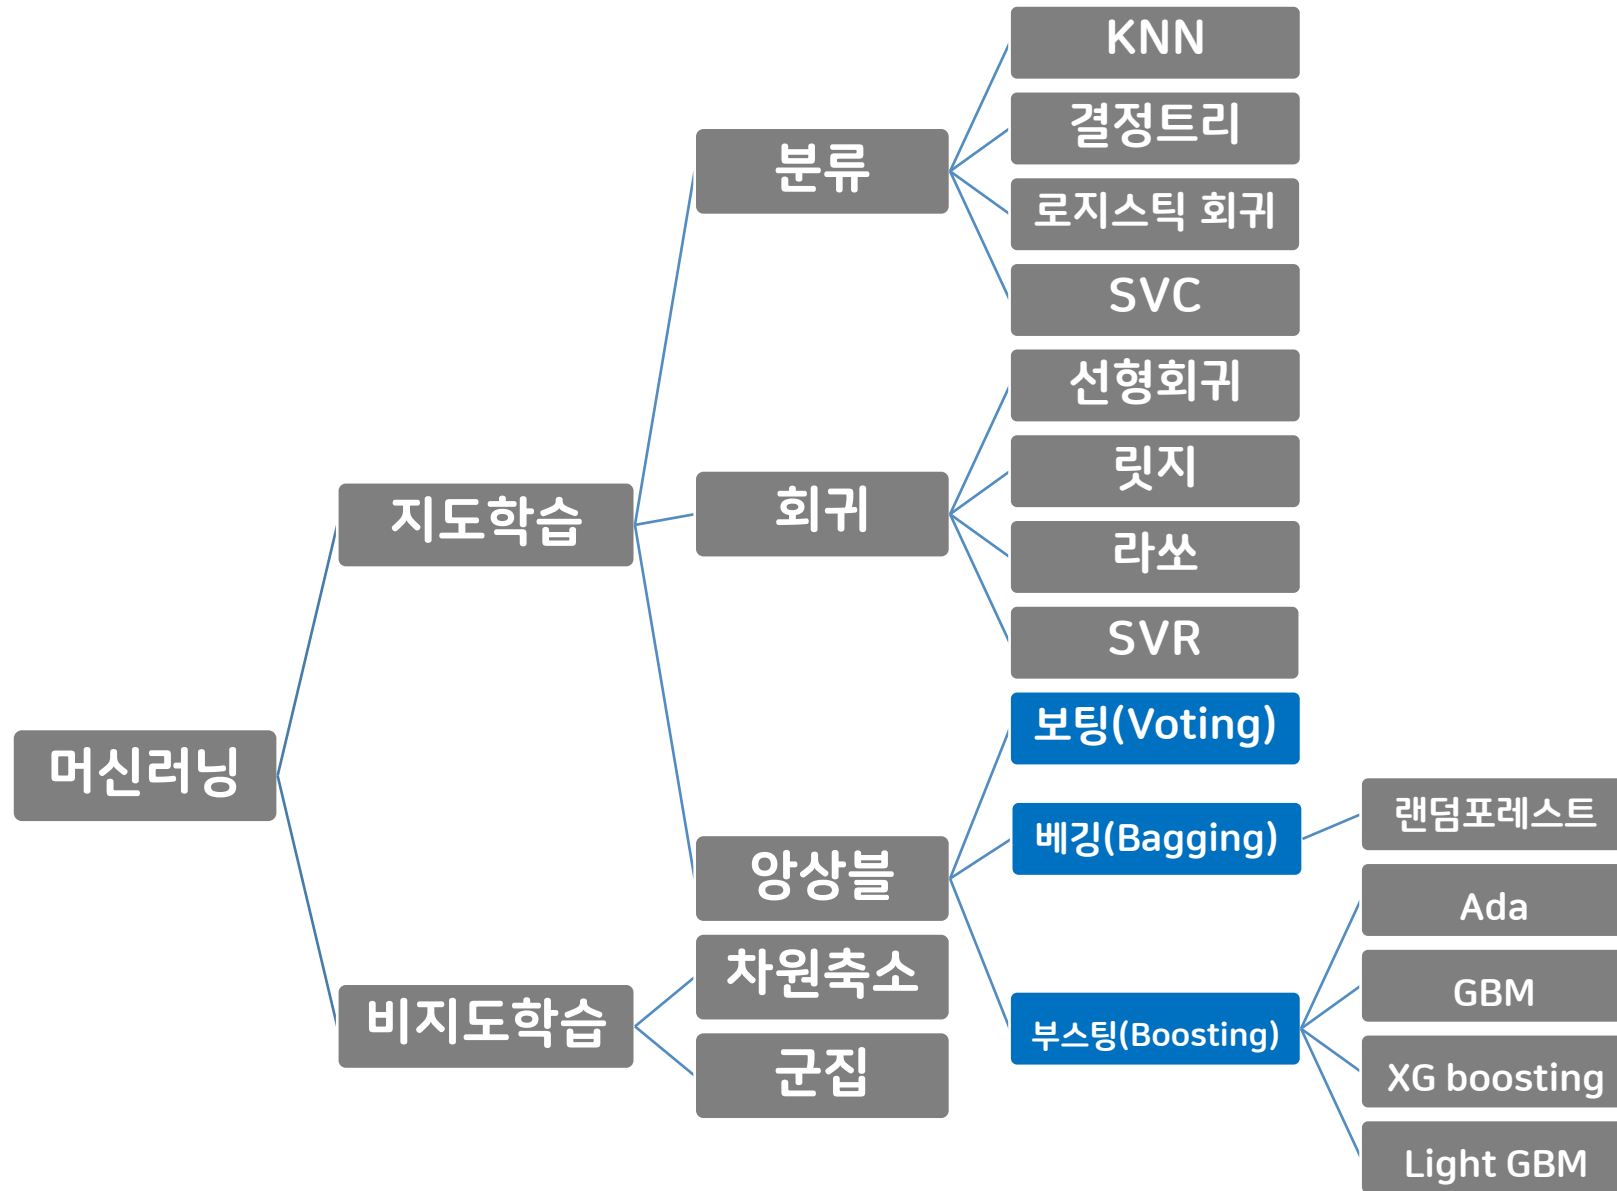 머신러닝
지도학습
분류
KNN
결정트리
로지스틱 회귀
SVC
회귀
선형회귀
릿지
라쏘
SVR
앙상블
보팅(Voting)
베깅(Bagging)
랜덤포레스트
부스팅(Boosting)
Ada
GBM
XG boosting
Light GBM
비지도학습
차원축소
군집